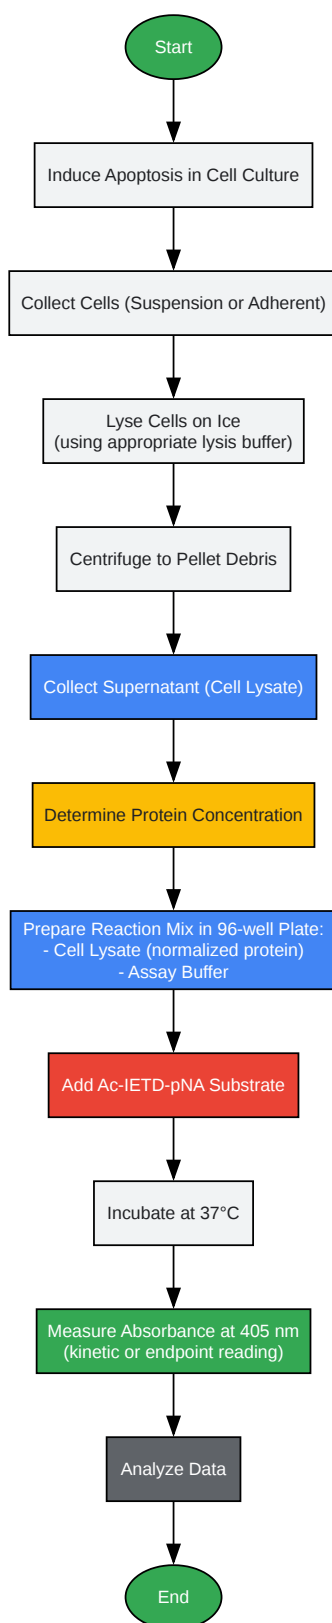 Start
Induce Apoptosis in Cell Culture
Collect Cells (Suspension or Adherent)
Lyse Cells on Ice
(using appropriate lysis buffer)
Centrifuge to Pellet Debris
Collect Supernatant (Cell Lysate)
Determine Protein Concentration
Prepare Reaction Mix in 96-well Plate:
- Cell Lysate (normalized protein)
- Assay Buffer
Add Ac-IETD-pNA Substrate
Incubate at 37°C
Measure Absorbance at 405 nm
(kinetic or endpoint reading)
Analyze Data
End